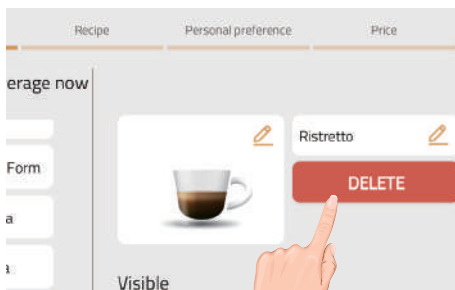 Recipe
Personal preference
Price
erage now
Form
a
a
Ristretto
DELETE
Visible